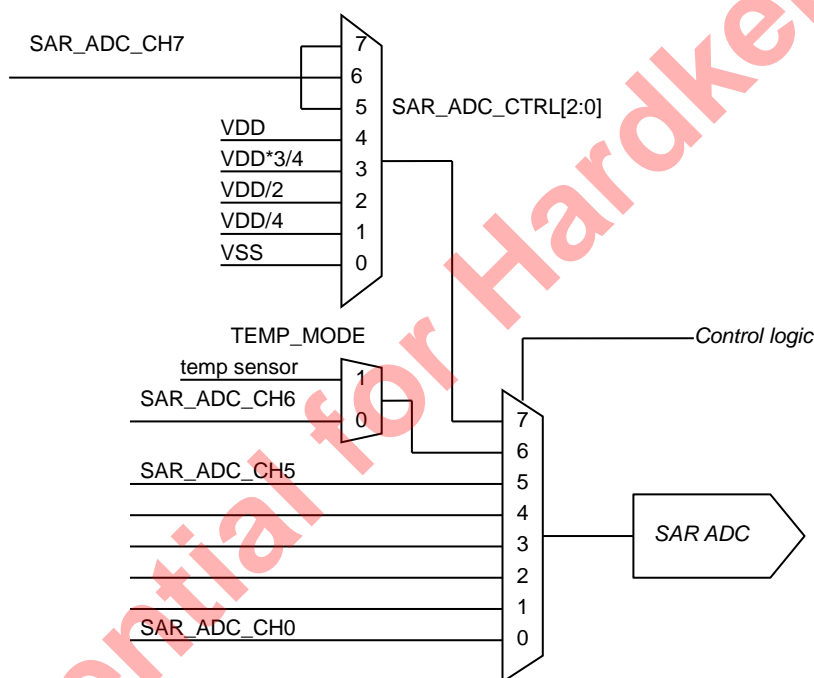 SAR_ADC_CH7
7
6
5
SAR_ADC_CTRL[2:0]
VDD
4
VDD*3/4
3
VDD/2
2
VDD/4
1
VSS
0
TEMP_MODE
Control logic
temp sensor
1
SAR_ADC_CH6
0
7
6
SAR_ADC_CH5
5
4
3
SAR ADC
2
1
SAR_ADC_CH0
0
ential for Hardke